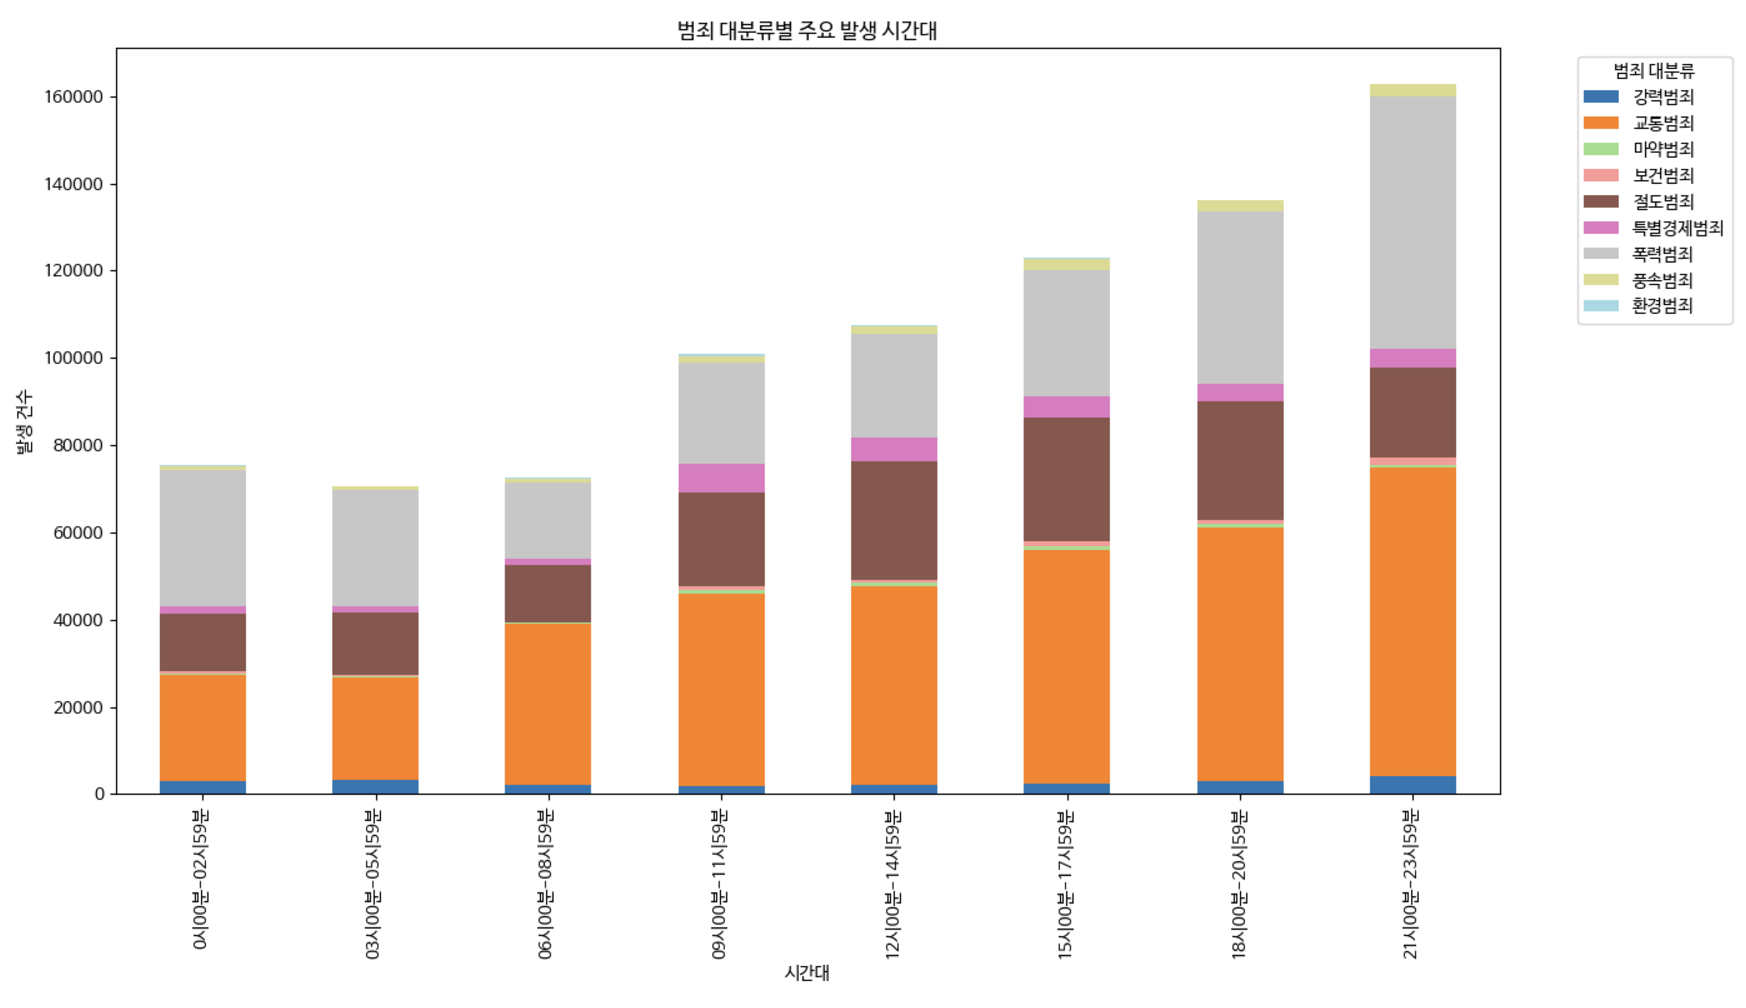 범죄 대분류별 주요 발생 시간대
범죄 대분류
강력범죄
교통범죄
마약범죄
보건범죄
절도범죄
특별경제범죄
폭력범죄
풍속범죄
환경범죄
발생 건수
160000
140000
120000
100000
80000
60000
40000
20000
0
0시00분-02시59분
03시00분-05시59분
06시00분-08시59분
09시00분-11시59분
12시00분-14시59분
15시00분-17시59분
18시00분-20시59분
21시00분-23시59분
시간대